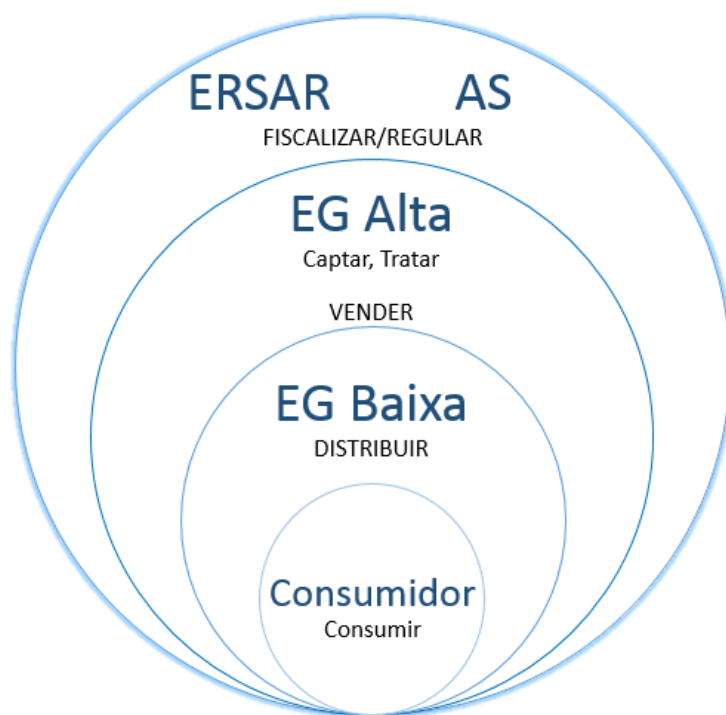 ERSAR AS
FISCALIZAR/REGULAR
EG Alta
Captar, Tratar
VENDER
EG Baixa
DISTRIBUIR
Consumidor
Consumir